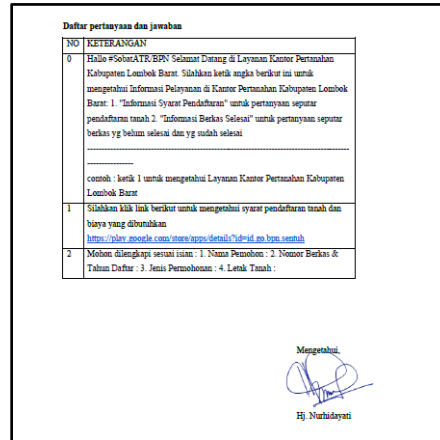 Daftar pertanyaan dan jawaban
NO KETERANGAN
0 Hallo #SobatATR/BPN Selamat Datang di Layanan Kantor Pertanahan
Kabupaten Lombok Barat. Silahkan ketik angka berikut ini untuk
mengetahui Informasi Pelayanan di Kantor Pertanahan Kabupaten Lombok
Barat: 1. "Informasi Syarat Pendaftaran" untuk pertanyaan seputar
pendaftaran tanah 2. "Informasi Berkas Selesai" untuk pertanyaan seputar
berkas yg belum selesai dan yg sudah selesai
--------------------------------------------------------------------------------
----------------
contoh : ketik 1 untuk mengetahui Layanan Kantor Pertanahan Kabupaten
Lombok Barat
1 Silahkan klik link berikut untuk mengetahui syarat pendaftaran tanah dan
biaya yang dibutuhkan
https://play.google.com/store/apps/details?id=id.go.bpn.sentuh
2 Mohon dilengkapi sesuai isian : 1. Nama Pemohon : 2. Nomor Berkas &
Tahun Daftar : 3. Jenis Permohonan : 4. Letak Tanah :
Mengetahui,
Hj. Nurhidayati